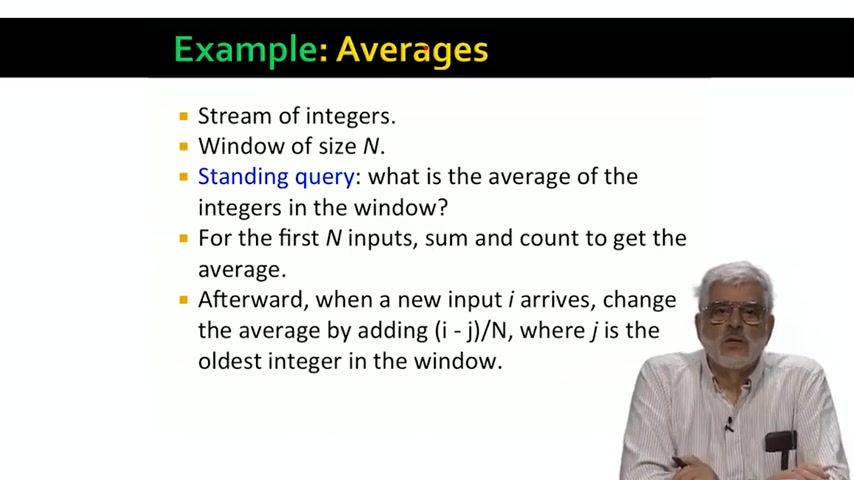 Example: Averages
Stream of integers.
Window of size N.
Standing query: what is the average of the
integers in the window?
For the first N inputs, sum and count to get the
average.
Afterward, when a new input i arrives, change
the average by adding (i - j)/N, where j is the
oldest integer in the window.